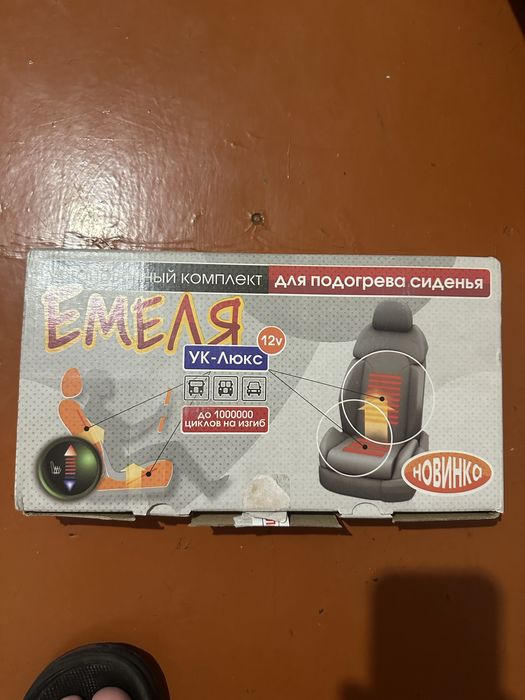 ный комплект
для подогрева сиденья
Емеля
12v
УК-Люкс
до 1000000
циклов на изгиб
НОВИНКА